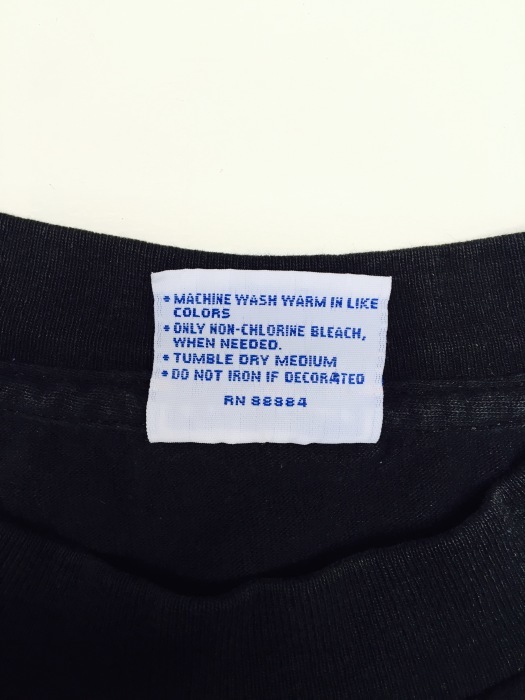 * MACHINE WASH WARM IN LIKE
COLORS
* ONLY NON-CHLORINE BLEACH,
WHEN NEEDED.
* TUMBLE DRY MEDIUM
* DO NOT IRON IF DECORATED
RN 88884